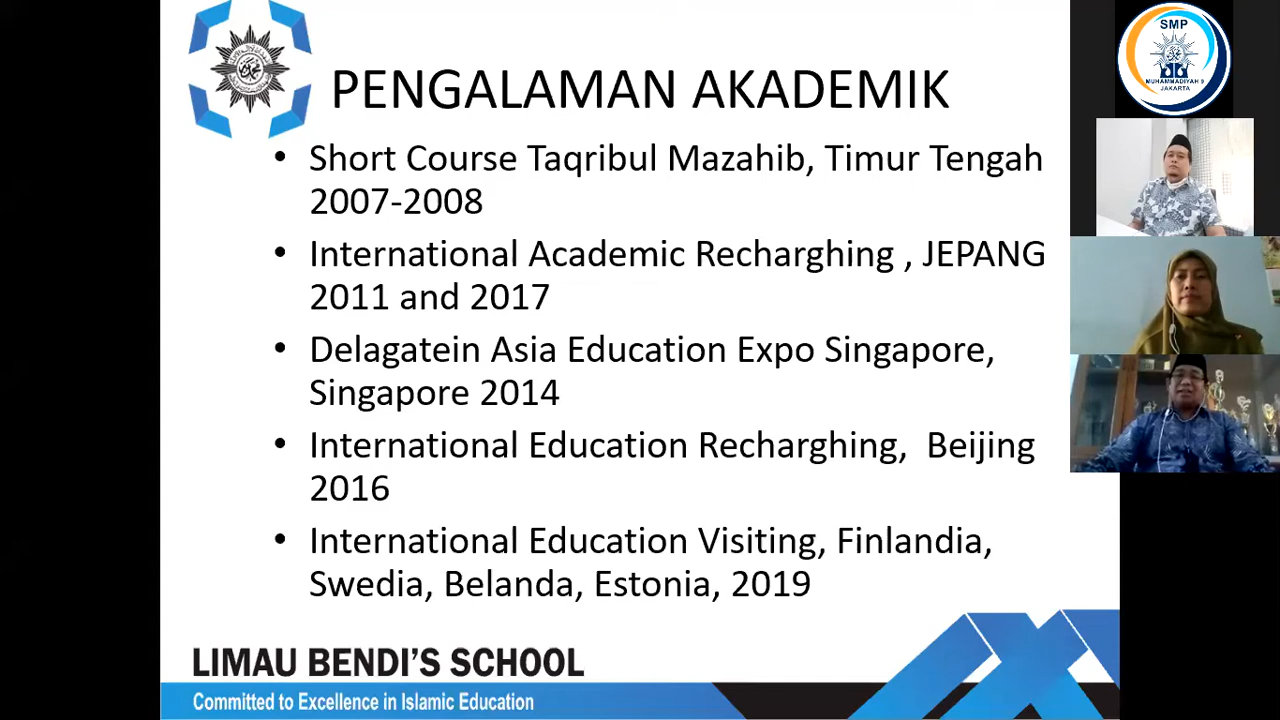 PENGALAMAN AKADEMIK
• Short Course Taqribul Mazahib, Timur Tengah
2007-2008
• International Academic Recharghing , JEPANG
2011 and 2017
• Delagatein Asia Education Expo Singapore,
Singapore 2014
• International Education Recharghing,  Beijing
2016
• International Education Visiting, Finlandia,
Swedia, Belanda, Estonia, 2019
LIMAU BENDI'S SCHOOL
Committed to Excellence in Islamic Education
SMP
MUHAMMADIYAH 9
JAKARTA